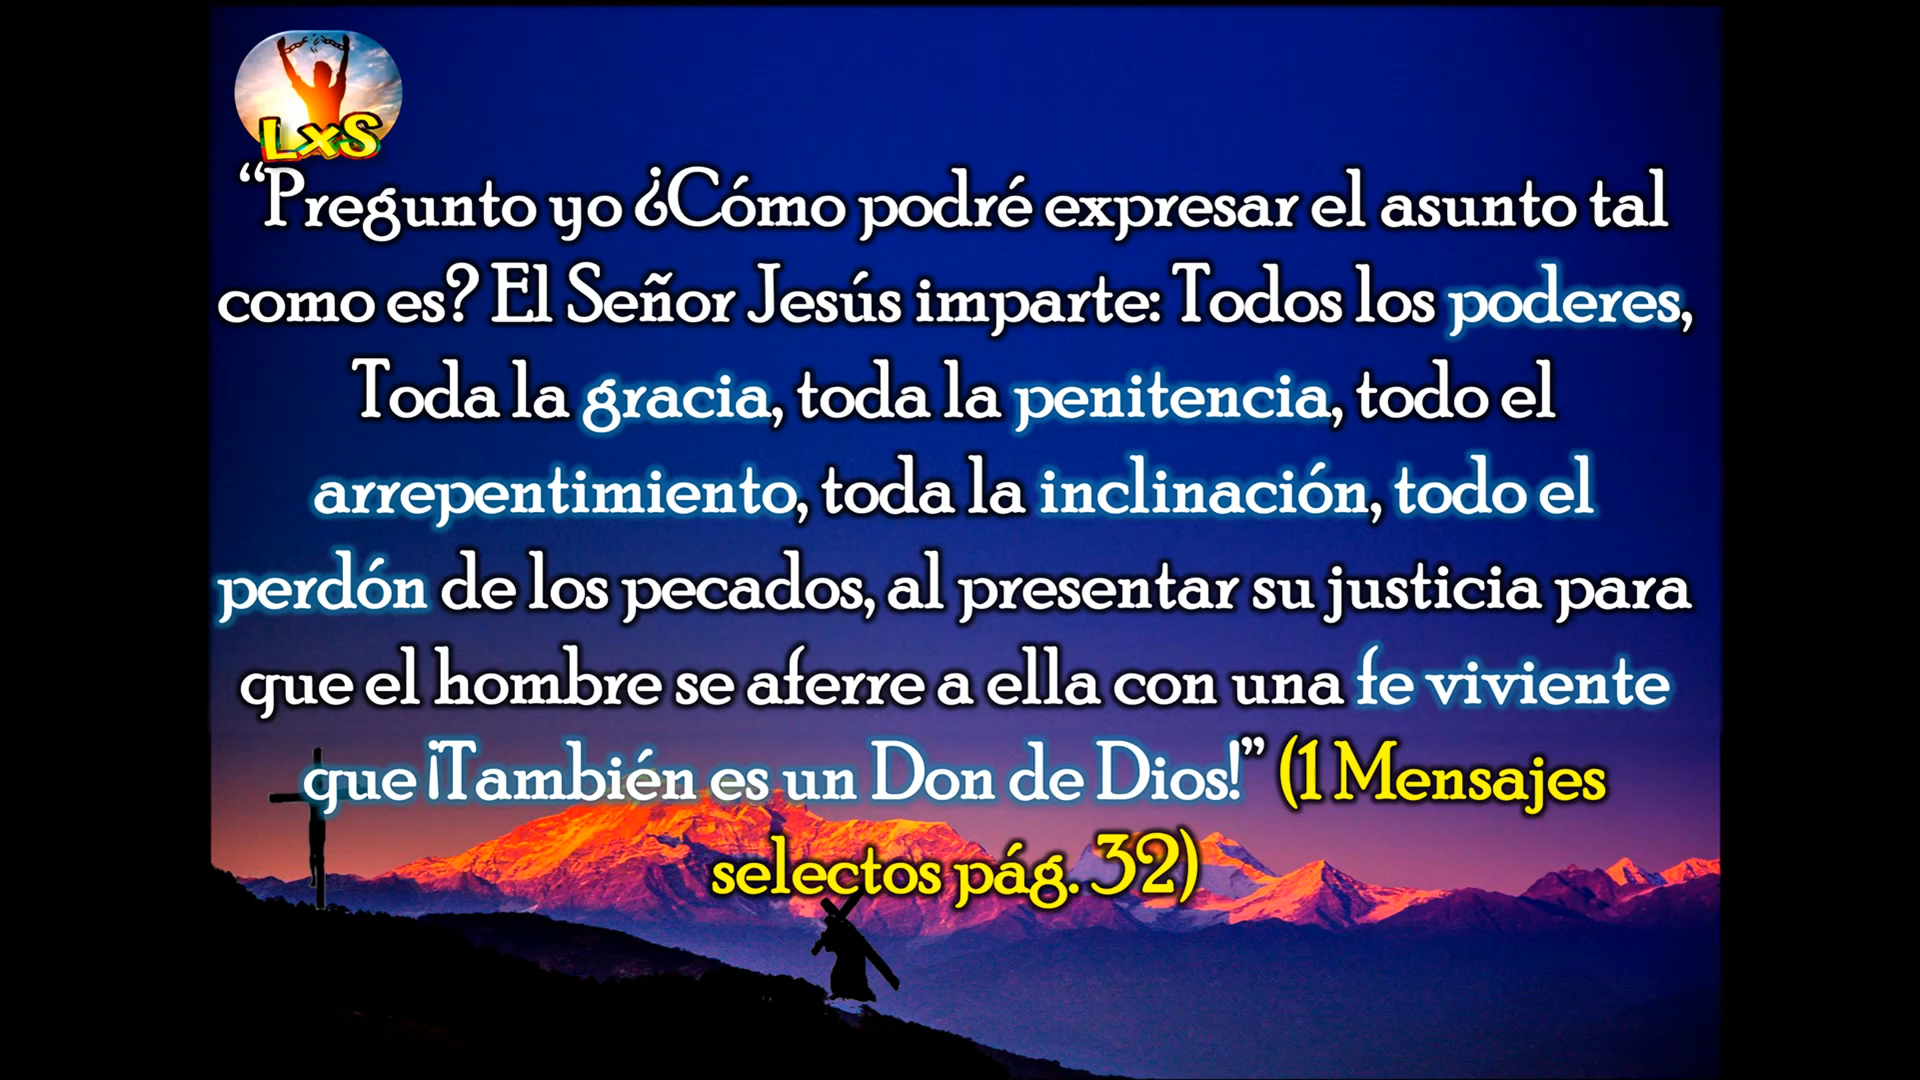 LxS
“Pregunto yo ¿Cómo podré expresar el asunto tal
como es? El Señor Jesús imparte: Todos los poderes,
Toda la gracia, toda la penitencia, todo el
arrepentimiento, toda la inclinación, todo el
perdón de los pecados, al presentar su justicia para
que el hombre se aferre a ella con una fe viviente
que ¡También es un Don de Dios!” (1 Mensajes
selectos pág. 32)